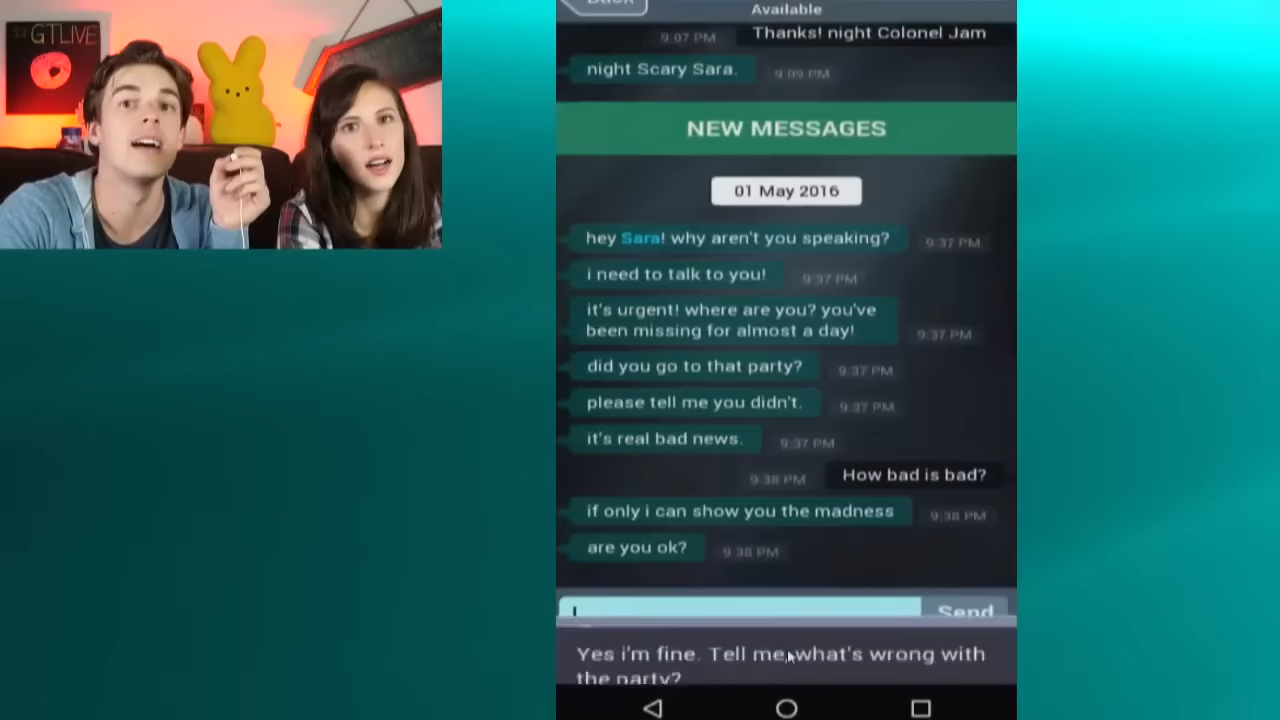 GTLIVE
Back
Available
9:07 PM Thanks! night Colonel Jam
night Scary Sara. 9:09 PM
NEW MESSAGES
01 May 2016
hey Sara! why aren't you speaking? 9:37 PM
i need to talk to you! 9:37 PM
it's urgent! where are you? you've
been missing for almost a day! 9:37 PM
did you go to that party? 9:37 PM
please tell me you didn't. 9:37 PM
it's real bad news. 9:37 PM
9:38 PM How bad is bad?
if only i can show you the madness 9:38 PM
are you ok? 9:38 PM
Send
Yes i'm fine. Tell me what's wrong with
the party?